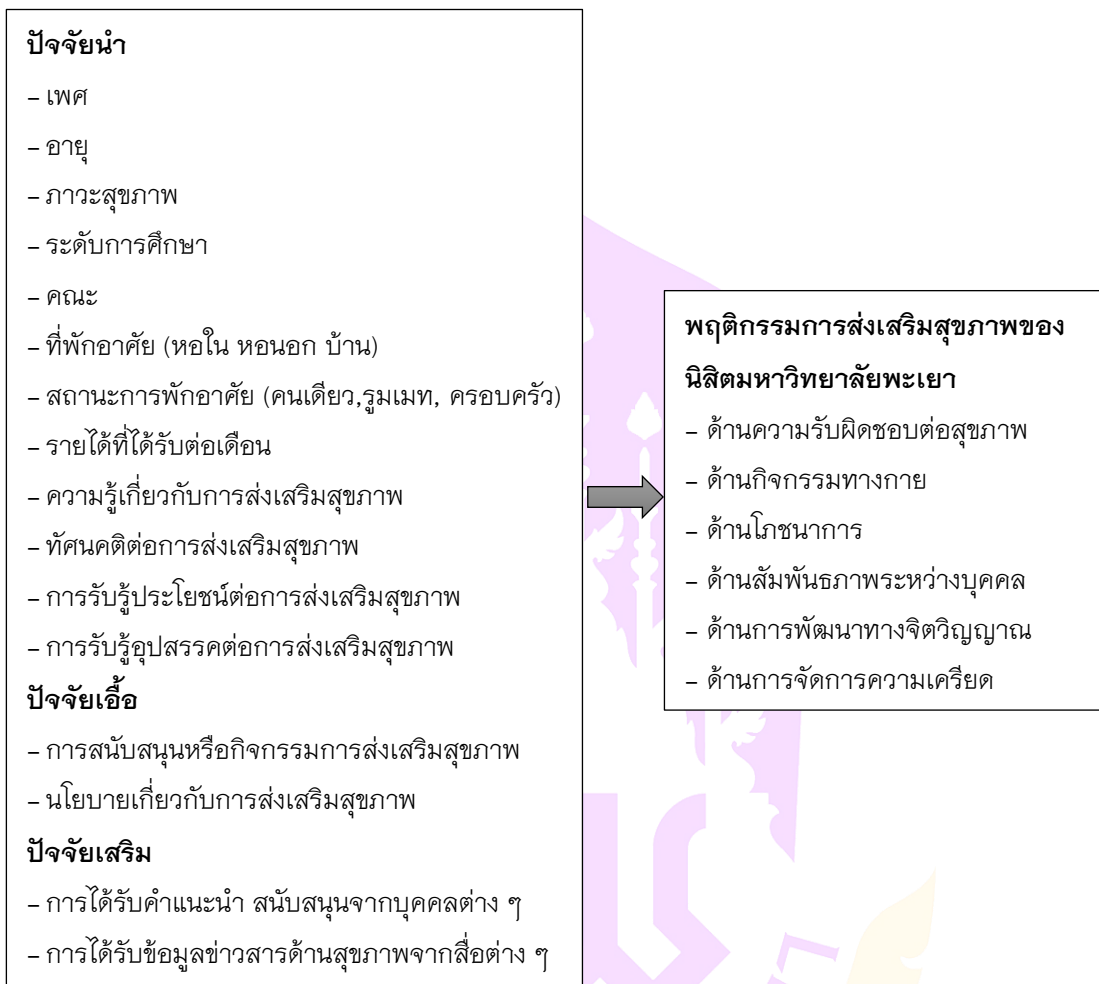 ปัจจัยนำ
– เพศ
– อายุ
– ภาวะสุขภาพ
– ระดับการศึกษา
– คณะ
– ที่พักอาศัย (หอใน หอนอก บ้าน)
– สถานะการพักอาศัย (คนเดียว,รูมเมท, ครอบครัว)
– รายได้ที่ได้รับต่อเดือน
– ความรู้เกี่ยวกับการส่งเสริมสุขภาพ
– ทัศนคติต่อการส่งเสริมสุขภาพ
– การรับรู้ประโยชน์ต่อการส่งเสริมสุขภาพ
– การรับรู้อุปสรรคต่อการส่งเสริมสุขภาพ
ปัจจัยเอื้อ
– การสนับสนุนหรือกิจกรรมการส่งเสริมสุขภาพ
– นโยบายเกี่ยวกับการส่งเสริมสุขภาพ
ปัจจัยเสริม
– การได้รับคำแนะนำ สนับสนุนจากบุคคลต่าง ๆ
– การได้รับข้อมูลข่าวสารด้านสุขภาพจากสื่อต่าง ๆ
พฤติกรรมการส่งเสริมสุขภาพของ
นิสิตมหาวิทยาลัยพะเยา
– ด้านความรับผิดชอบต่อสุขภาพ
– ด้านกิจกรรมทางกาย
– ด้านโภชนาการ
– ด้านสัมพันธภาพระหว่างบุคคล
– ด้านการพัฒนาทางจิตวิญญาณ
– ด้านการจัดการความเครียด